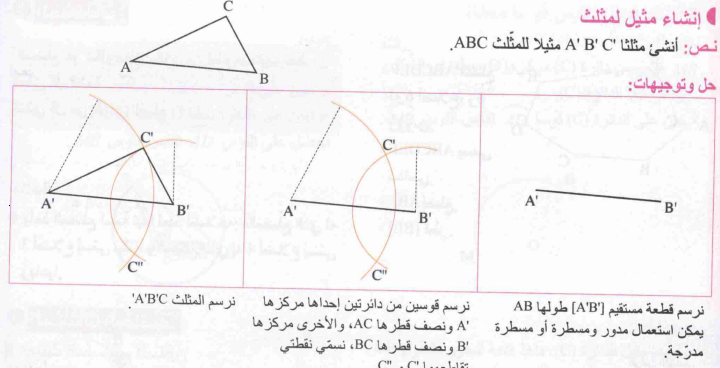 إنشاء مثيل لمثلث
نص: أنشئ مثلثا A' B' C' مثيلا للمثلّث ABC.
C
A
B
حل وتوجيهات:
A'
B'
نرسم قطعة مستقيم [A'B'] طولها AB
يمكن استعمال مدور ومسطرة أو مسطرة
مدرّجة.
C'
A'
B'
C"
نرسم قوسين من دائرتين إحداها مركزها
A' ونصف قطرها AC، والأخرى مركزها
B' ونصف قطرها BC، نسمّي نقطتي
تقاطعهما C' و C"
C'
A'
B'
C"
نرسم المثلث A'B'C'